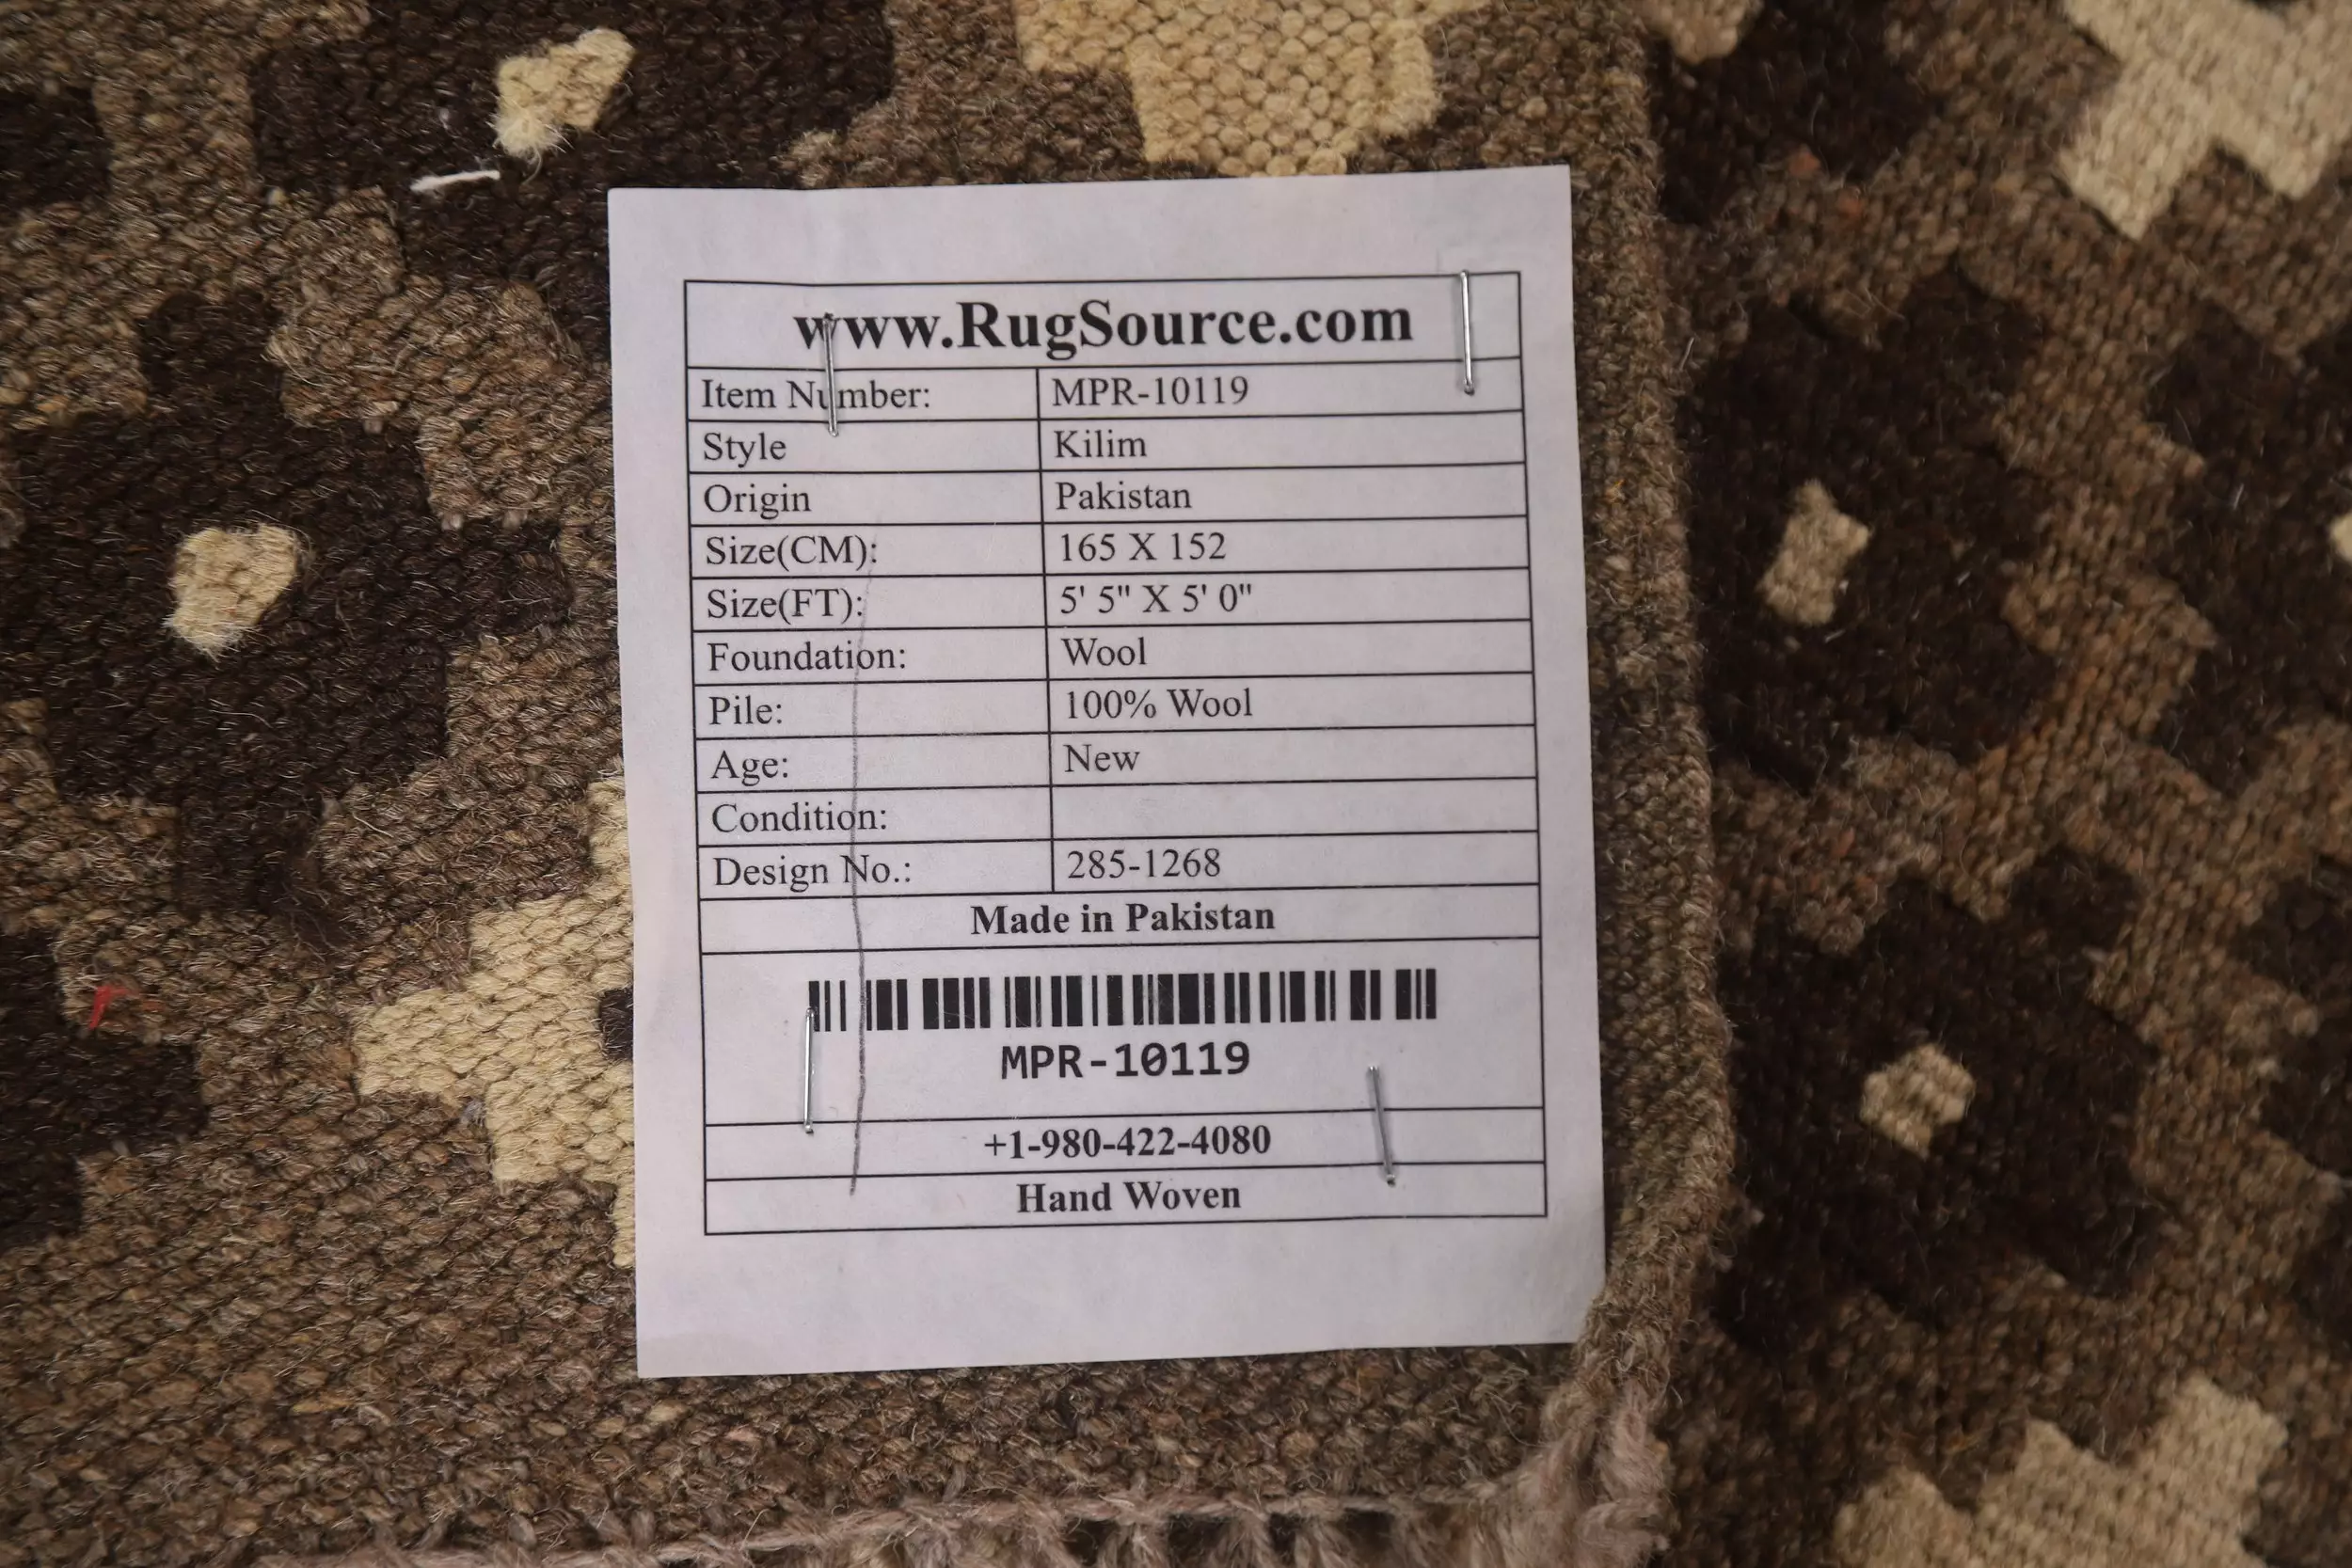 www.RugSource.com
Item Number: MPR-10119
Style Kilim
Origin Pakistan
Size(CM): 165 X 152
Size(FT): 5' 5" X 5' 0"
Foundation: Wool
Pile: 100% Wool
Age: New
Condition:
Design No.: 285-1268
Made in Pakistan
MPR-10119
+1-980-422-4080
Hand Woven